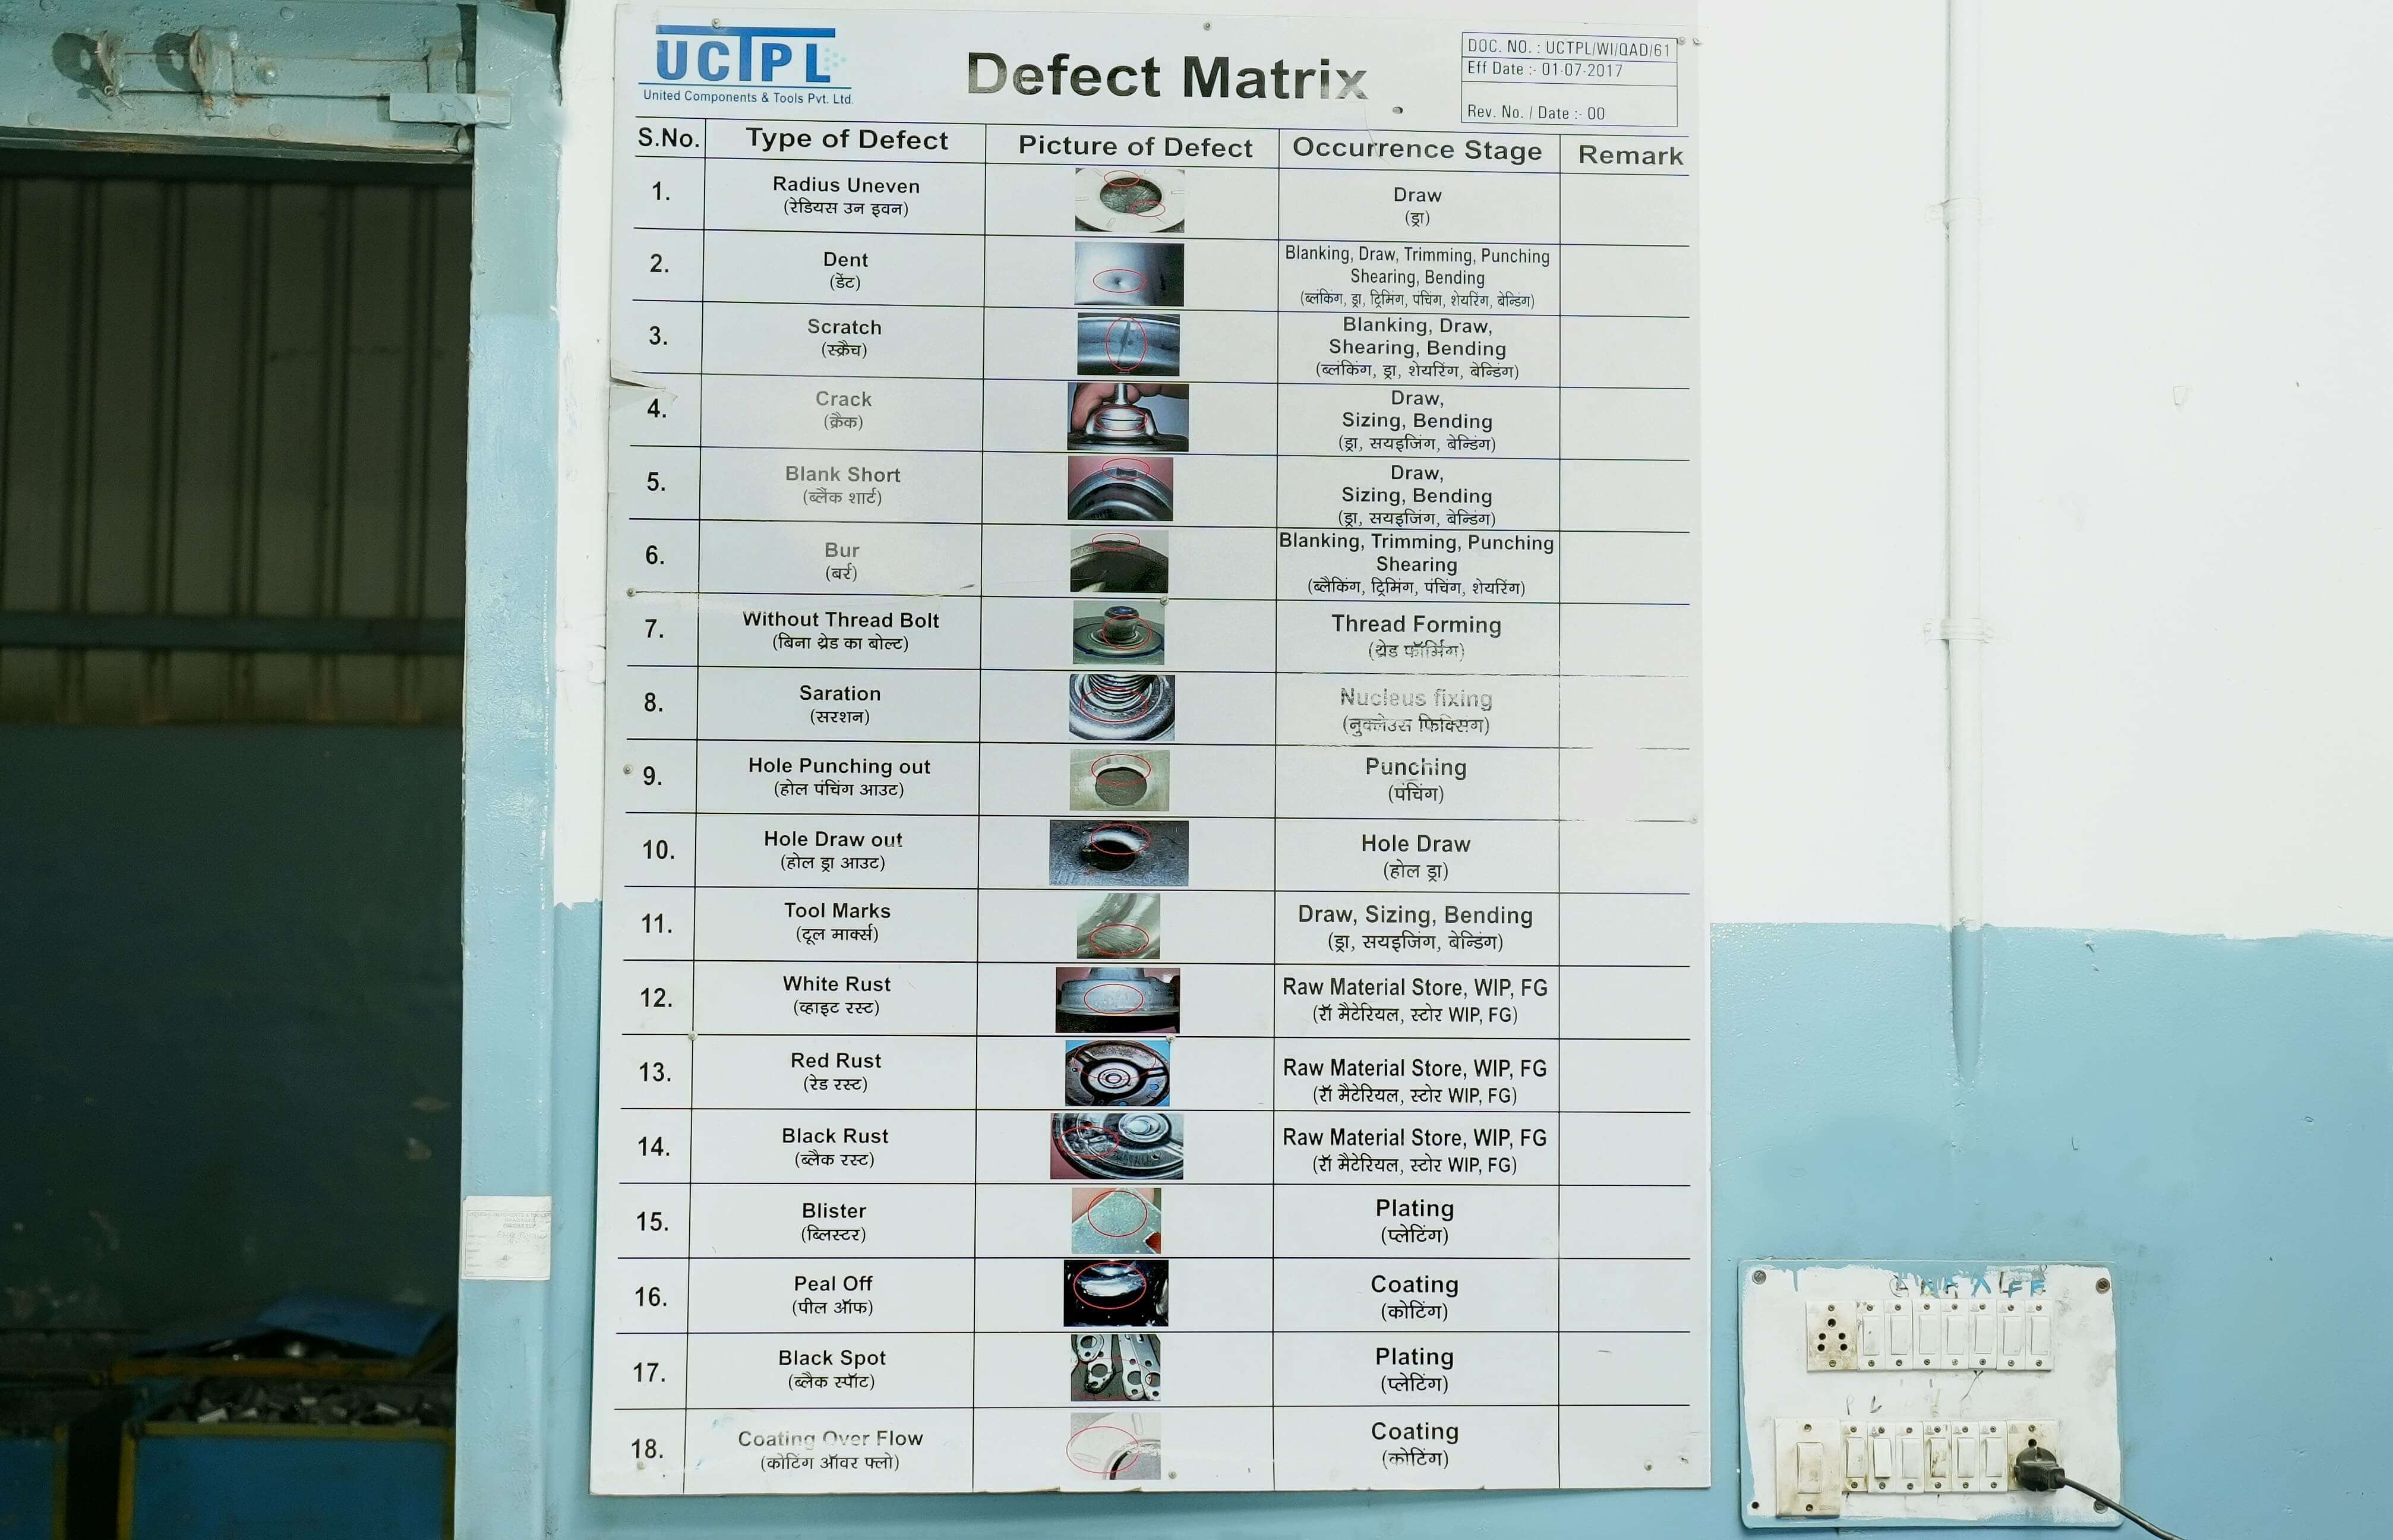 UCTPL
United Components & Tools Pvt. Ltd.
Defect Matrix
DOC. NO. : UCTPL/WI/QAD/61
Eff Date :- 01-07-2017
Rev. No. / Date :- 00
S.No. Type of Defect Picture of Defect Occurrence Stage Remark
1. Radius Uneven Draw
(रेडियस उन इवन) (ड्रा)
2. Dent Blanking, Draw, Trimming, Punching
Shearing, Bending
(डेंट) (ब्लंकिंग, ड्रा, ट्रिमिंग, पंचिंग, शेयरिंग, बेन्डिंग)
3. Scratch Blanking, Draw,
Shearing, Bending
(स्क्रैच) (ब्लंकिंग, ड्रा, शेयरिंग, बेन्डिंग)
4. Crack Draw,
Sizing, Bending
(क्रैक) (ड्रा, सयइजिंग, बेन्डिंग)
5. Blank Short Draw,
Sizing, Bending
(ब्लैंक शार्ट) (ड्रा, सयइजिंग, बेन्डिंग)
6. Bur Blanking, Trimming, Punching
Shearing
(बर्र) (ब्लैकिंग, ट्रिमिंग, पंचिंग, शेयरिंग)
7. Without Thread Bolt Thread Forming
(बिना थ्रेड का बोल्ट) (थ्रेड फॉर्मिंग)
8. Saration Nucleus fixing
(सरशन) (नुक्लेउस फिक्सिंग)
9. Hole Punching out Punching
(होल पंचिंग आउट) (पंचिंग)
10. Hole Draw out Hole Draw
(होल ड्रा आउट) (होल ड्रा)
11. Tool Marks Draw, Sizing, Bending
(टूल मार्क्स) (ड्रा, सयइजिंग, बेन्डिंग)
12. White Rust Raw Material Store, WIP, FG
(व्हाइट रस्ट) (रॉ मैटेरियल, स्टोर WIP, FG)
13. Red Rust Raw Material Store, WIP, FG
(रेड रस्ट) (रॉ मैटेरियल, स्टोर WIP, FG)
14. Black Rust Raw Material Store, WIP, FG
(ब्लैक रस्ट) (रॉ मैटेरियल, स्टोर WIP, FG)
15. Blister Plating
(ब्लिस्टर) (प्लेटिंग)
16. Peal Off Coating
(पील ऑफ) (कोटिंग)
17. Black Spot Plating
(ब्लैक स्पॉट) (प्लेटिंग)
18. Coating Over Flow Coating
(कोटिंग ऑवर फ्लो) (कोटिंग)